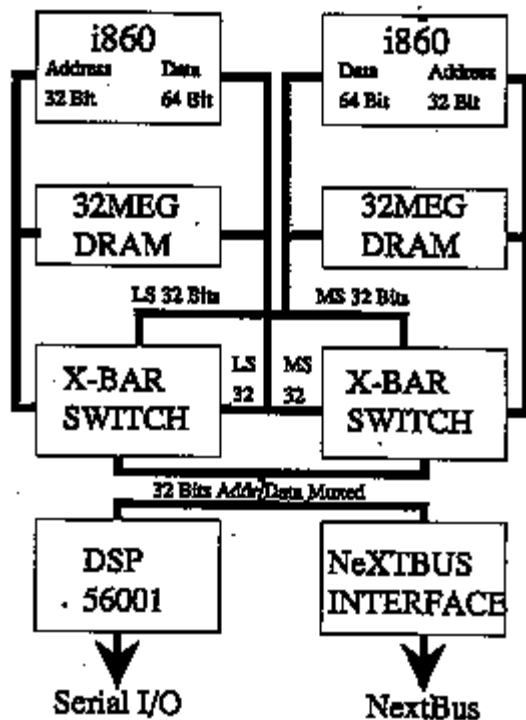 i860
Address Data
32 Bit 64 Bit
i860
Data Address
64 Bit 32 Bit
32MEG
DRAM
32MEG
DRAM
LS 32 Bits
MS 32 Bits
X-BAR
SWITCH
LS
32
MS
32
X-BAR
SWITCH
32 Bits Addr/Data Muxed
DSP
56001
NeXTBUS
INTERFACE
Serial I/O
NextBus